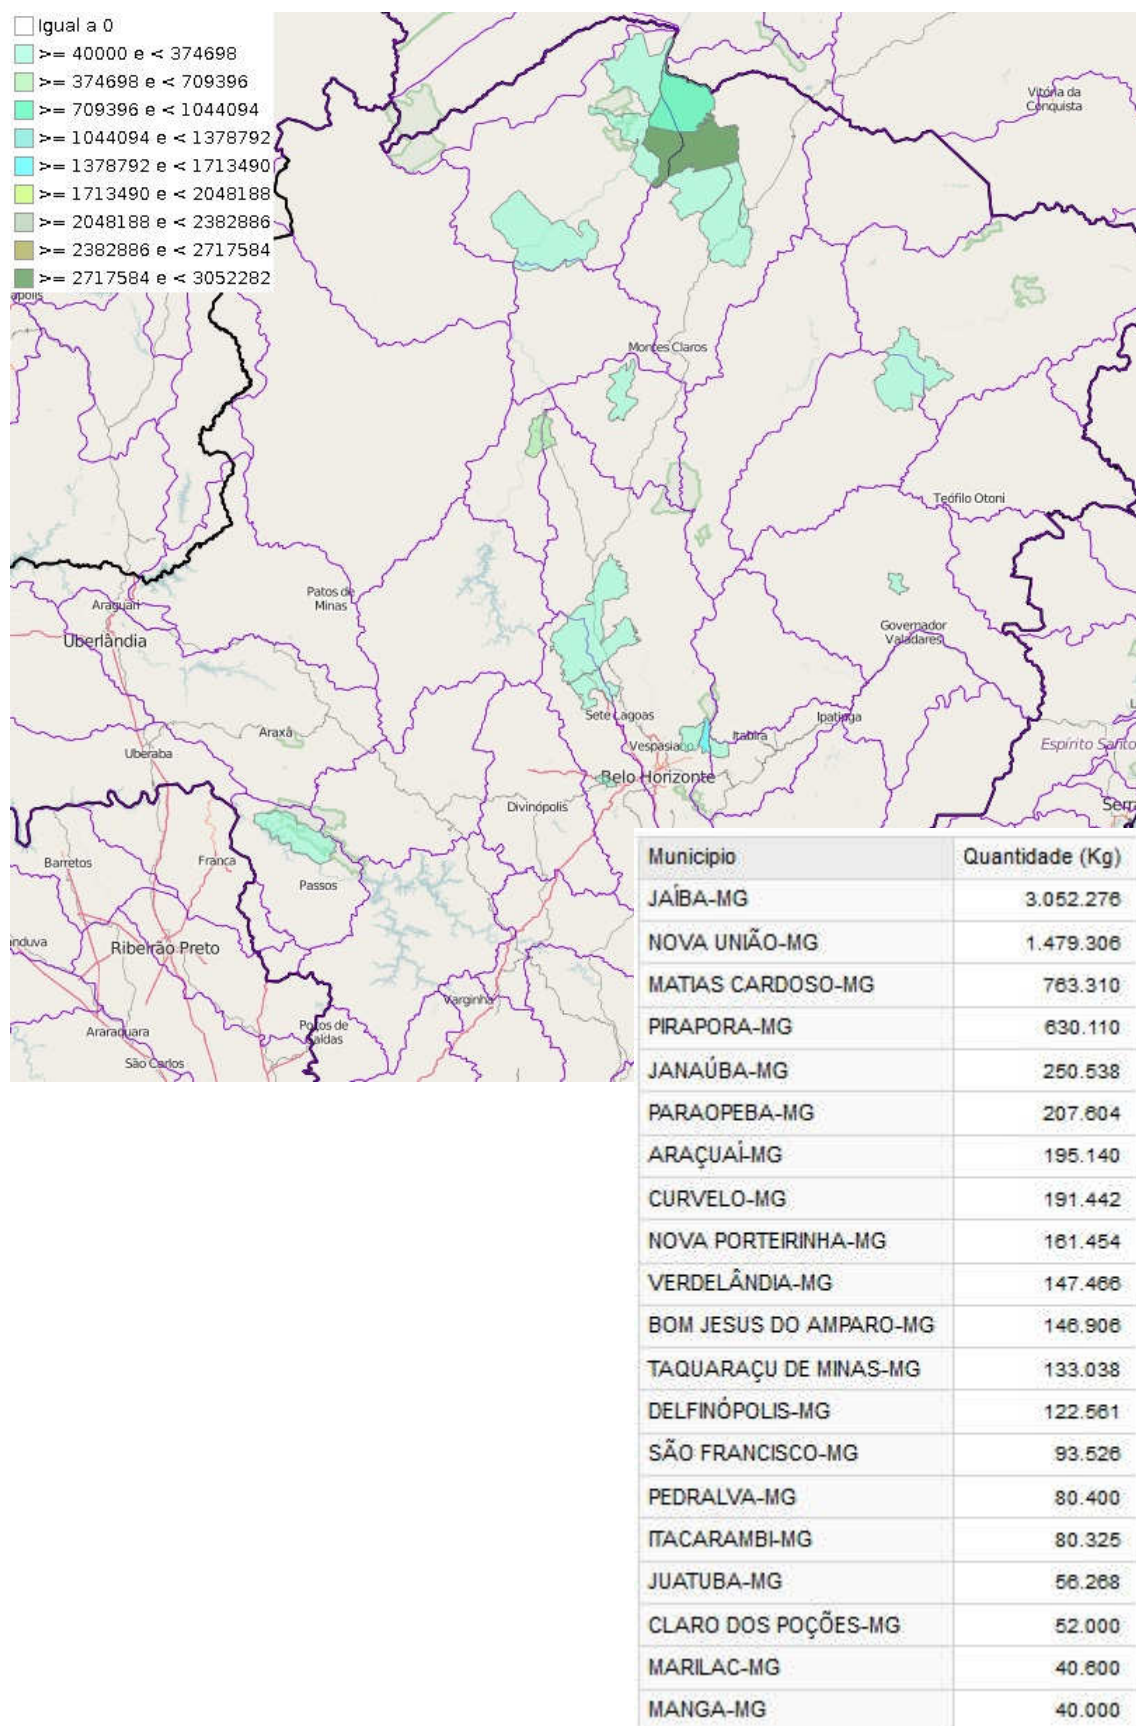 Igual a 0
>= 40000 e < 374698
>= 374698 e < 709396
>= 709396 e < 1044094
>= 1044094 e < 1378792
>= 1378792 e < 1713490
>= 1713490 e < 2048188
>= 2048188 e < 2382886
>= 2382886 e < 2717584
>= 2717584 e < 3052282
Vitória da
Conquista
Montes Claros
Teófilo Otoni
Patos de
Minas
Araguari
Uberlândia
Governador
Valadares
Sete Lagoas
Ipatinga
Araxá
Itabira
Vespasiano
Espírito Santo
Uberaba
Belo Horizonte
Divinópolis
Serra
Barretos
Franca
Passos
Ribeirão Preto
Varginha
Araraquara
Poços de
Caldas
São Carlos
Municipio Quantidade (Kg)
JAÍBA-MG 3.052.276
NOVA UNIÃO-MG 1.479.306
MATIAS CARDOSO-MG 763.310
PIRAPORA-MG 630.110
JANAÚBA-MG 250.538
PARAOPEBA-MG 207.604
ARAÇUAÍ-MG 195.140
CURVELO-MG 191.442
NOVA PORTEIRINHA-MG 161.454
VERDELÂNDIA-MG 147.466
BOM JESUS DO AMPARO-MG 146.906
TAQUARAÇU DE MINAS-MG 133.038
DELFINÓPOLIS-MG 122.561
SÃO FRANCISCO-MG 93.526
PEDRALVA-MG 80.400
ITACARAMBI-MG 80.325
JUATUBA-MG 56.268
CLARO DOS POÇÕES-MG 52.000
MARILAC-MG 40.600
MANGA-MG 40.000